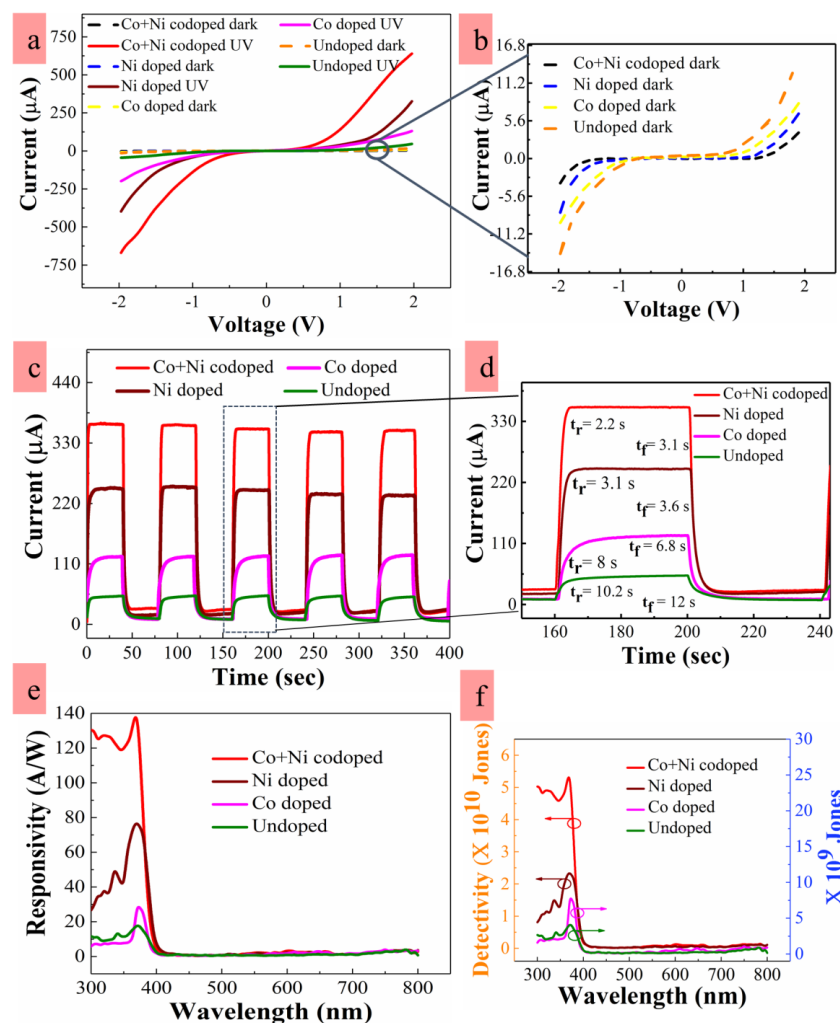 a
Co+Ni codoped dark
Co+Ni codoped UV
Ni doped dark
Ni doped UV
Co doped dark
Co doped UV
Undoped dark
Undoped UV
Current (μA)
750
500
250
0
-250
-500
-750
-2 -1 0 1 2
Voltage (V)
b
Co+Ni codoped dark
Ni doped dark
Co doped dark
Undoped dark
Current (μA)
16.8
11.2
5.6
0.0
-5.6
-11.2
-16.8
-2 -1 0 1 2
Voltage (V)
c
Co+Ni codoped
Ni doped
Co doped
Undoped
Current (μA)
440
330
220
110
0
0 50 100 150 200 250 300 350 400
Time (sec)
d
Co+Ni codoped
Ni doped
Co doped
Undoped
tr= 2.2 s
tf= 3.1 s
tr= 3.1 s
tf= 3.6 s
tf= 6.8 s
tr= 8 s
tr= 10.2 s
tf= 12 s
Current (μA)
330
220
110
0
160 180 200 220 240
Time (sec)
e
Co+Ni codoped
Ni doped
Co doped
Undoped
Responsivity (A/W)
140
120
100
80
60
40
20
0
300 400 500 600 700 800
Wavelength (nm)
f
Co+Ni codoped
Ni doped
Co doped
Undoped
Detectivity (X 10¹⁰ Jones)
6
5
4
3
2
1
0
30
25
20
15
10
5
0
X 10⁹ Jones
300 400 500 600 700 800
Wavelength (nm)